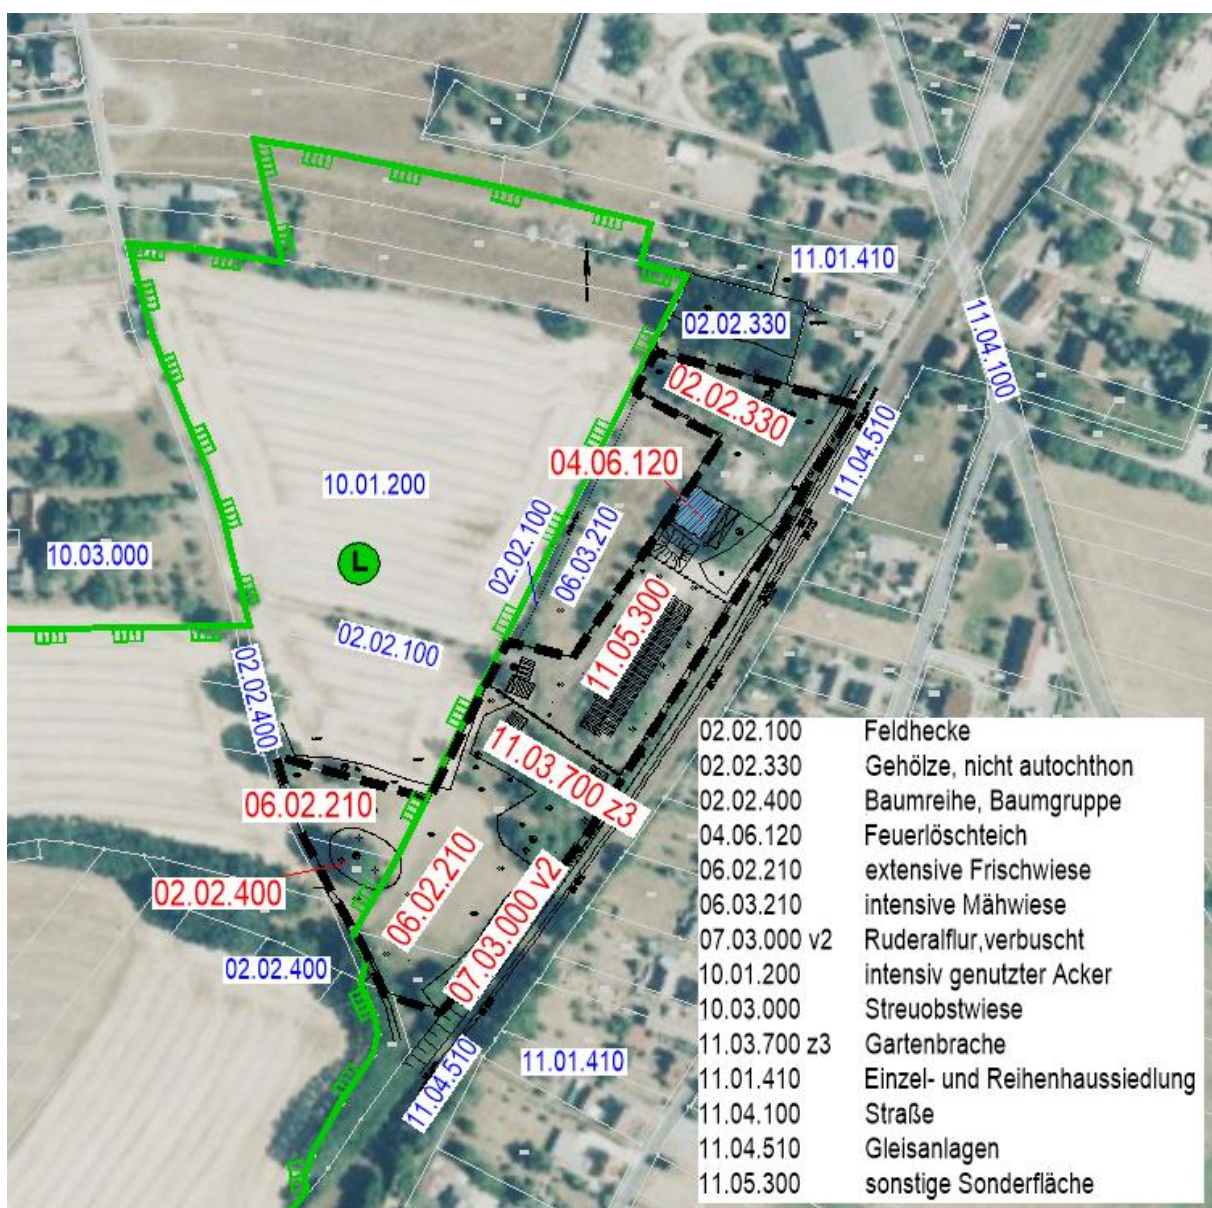 11.01.410
02.02.330
11.04.100
02.02.330
11.04.510
04.06.120
10.01.200
02.02.100
06.03.210
10.03.000
L
02.02.100
11.05.300
02.02.400
11.03.700 z3
06.02.210
02.02.400
06.02.210
07.03.000 v2
02.02.400
11.04.510
11.01.410
02.02.100 Feldhecke
02.02.330 Gehölze, nicht autochthon
02.02.400 Baumreihe, Baumgruppe
04.06.120 Feuerlöschteich
06.02.210 extensive Frischwiese
06.03.210 intensive Mähwiese
07.03.000 v2 Ruderalflur,verbuscht
10.01.200 intensiv genutzter Acker
10.03.000 Streuobstwiese
11.03.700 z3 Gartenbrache
11.01.410 Einzel- und Reihenhaussiedlung
11.04.100 Straße
11.04.510 Gleisanlagen
11.05.300 sonstige Sonderfläche